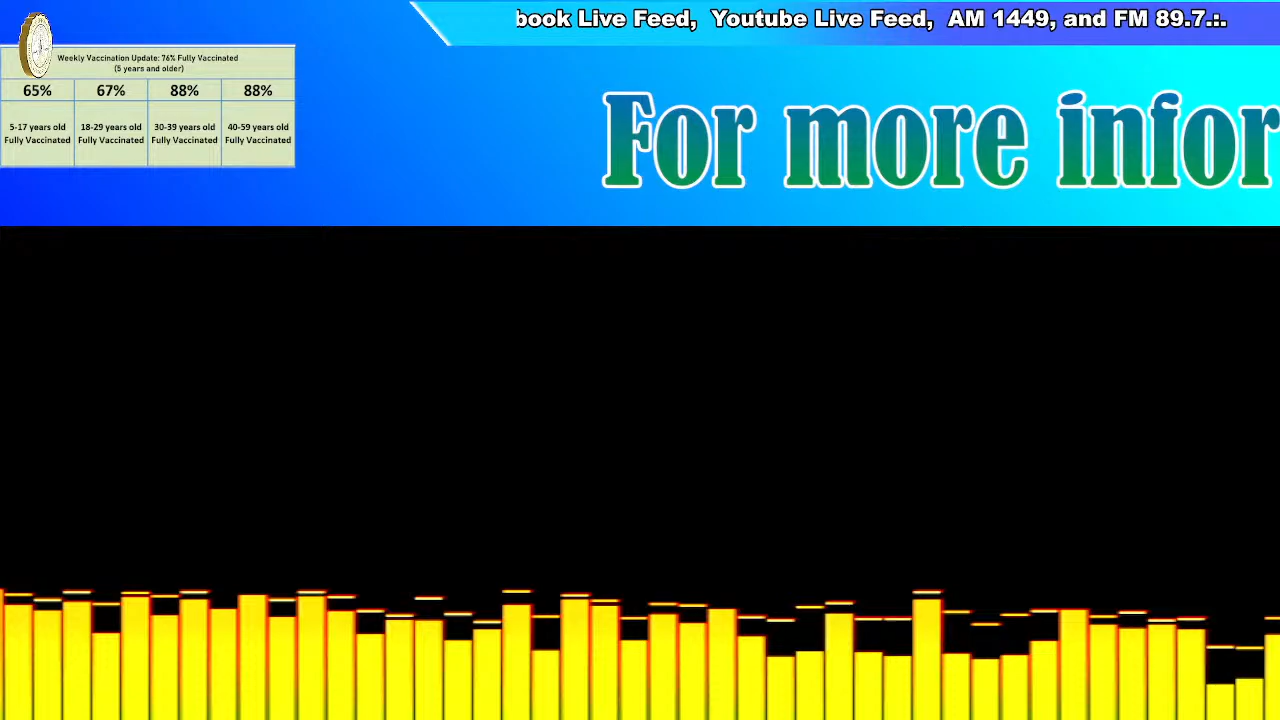 book Live Feed, Youtube Live Feed, AM 1449, and FM 89.7.:.
Weekly Vaccination Update: 76% Fully Vaccinated
(5 years and older)
65% 67% 88% 88%
5-17 years old 18-29 years old 30-39 years old 40-59 years old
Fully Vaccinated Fully Vaccinated Fully Vaccinated Fully Vaccinated
For more infor